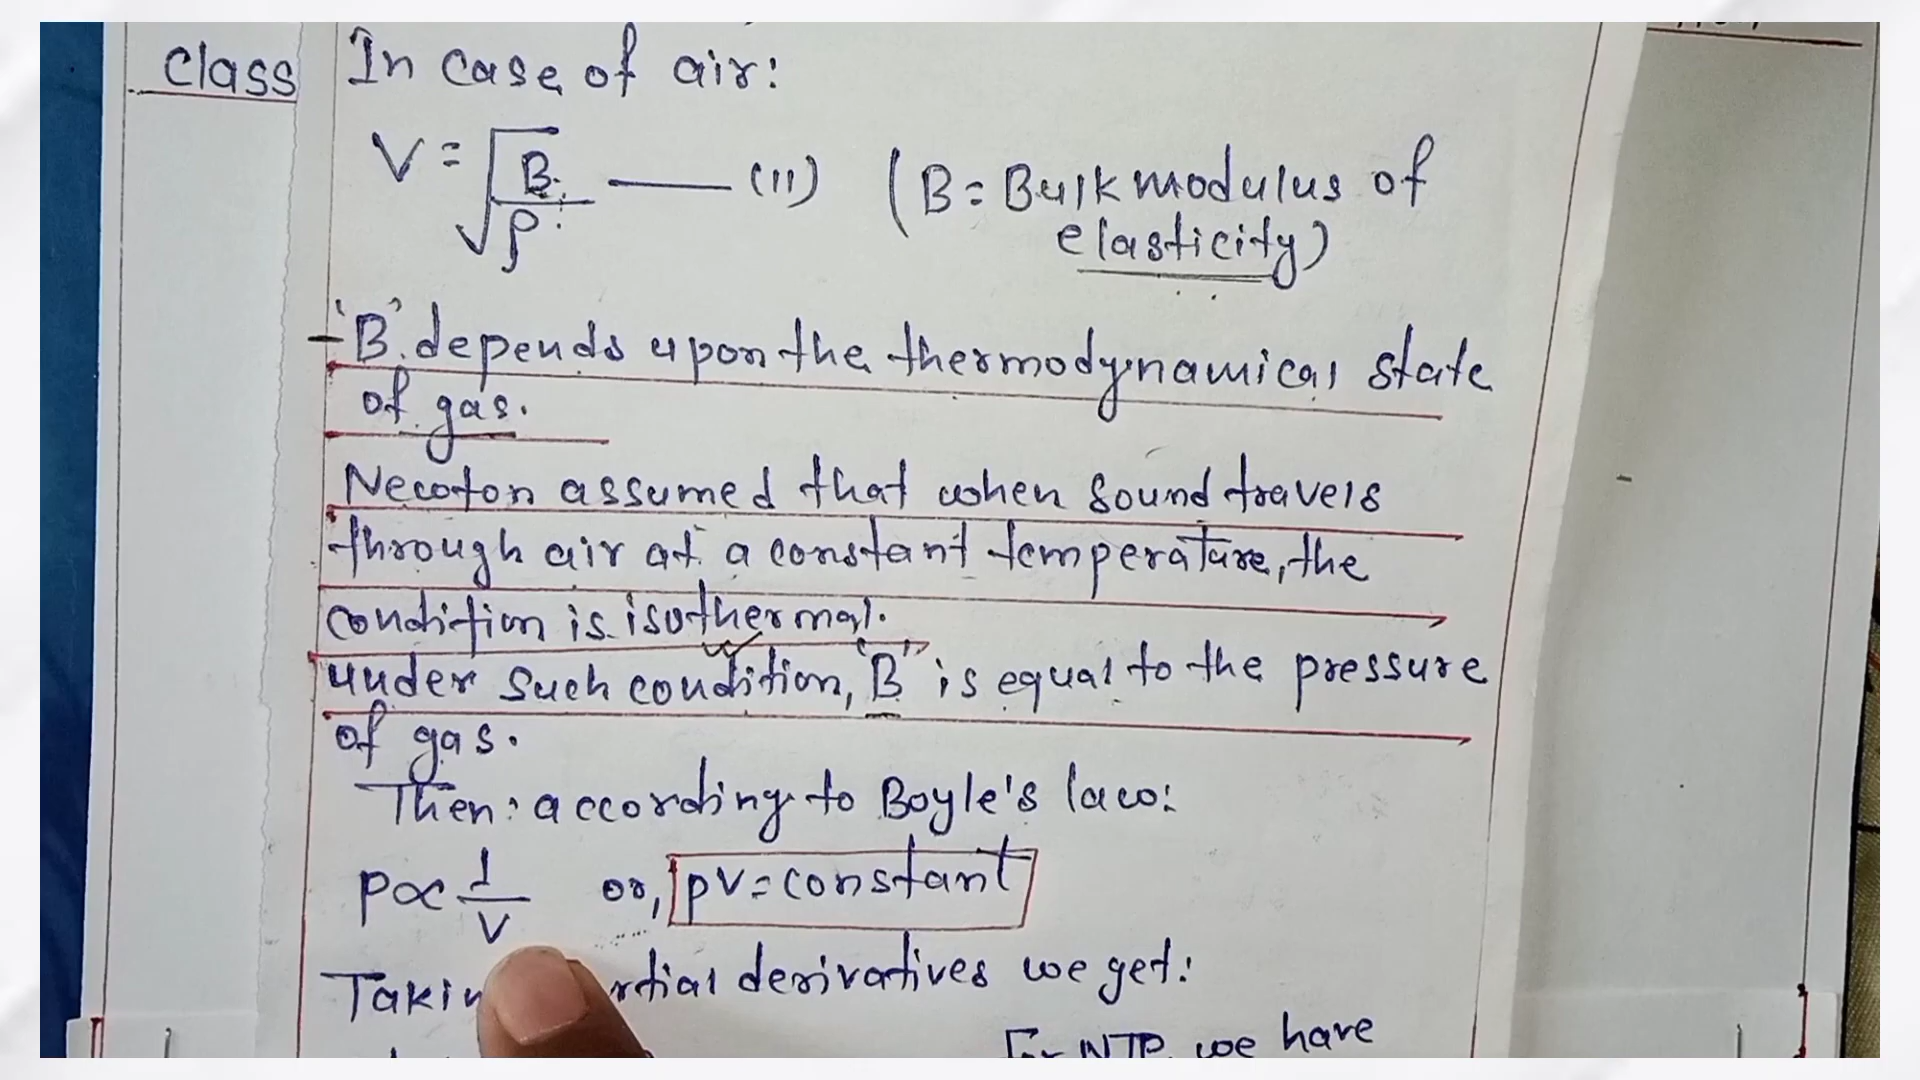 class
In case of air:
V = √B/ρ —— (11) (B = Bulk modulus of
elasticity)
- 'B' depends upon the thermodynamical state
of gas.
Newton assumed that when sound travels
through air at a constant temperature, the
condition is isothermal.
under such condition, "B" is equal to the pressure
of gas.
Then: according to Boyle's law:
p ∝ 1/V or, pv = constant
derivatives we get:
For NTP, we have